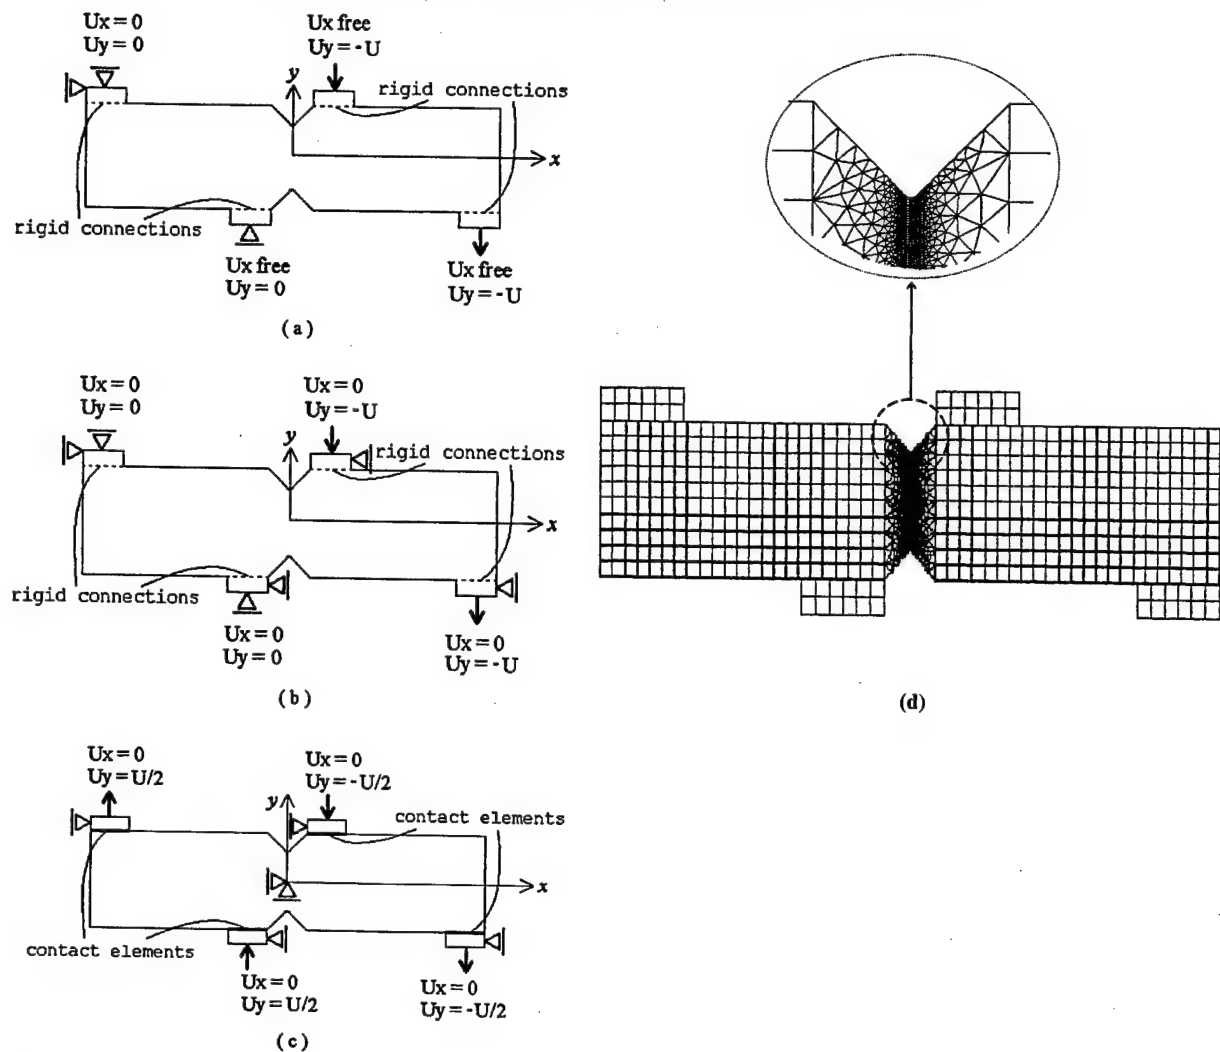 Ux = 0
Uy = 0
Ux free
Uy = -U
y
rigid connections
x
rigid connections
Ux free
Uy = 0
Ux free
Uy = -U
( a )
Ux = 0
Uy = 0
Ux = 0
Uy = -U
y
rigid connections
x
rigid connections
Ux = 0
Uy = 0
Ux = 0
Uy = -U
( b )
(d)
Ux = 0
Uy = U/2
Ux = 0
Uy = -U/2
y
contact elements
x
contact elements
Ux = 0
Uy = U/2
Ux = 0
Uy = -U/2
( c )